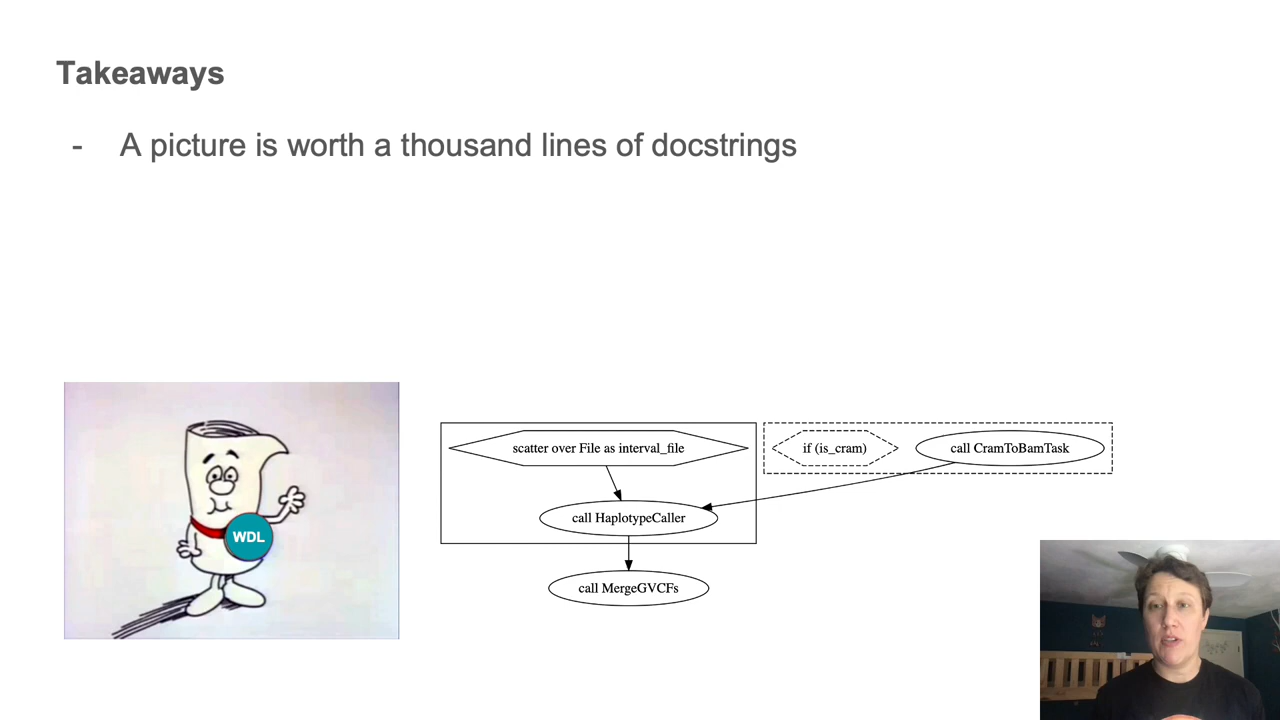 Takeaways
- A picture is worth a thousand lines of docstrings
WDL
scatter over File as interval_file
if (is_cram)
call CramToBamTask
call HaplotypeCaller
call MergeGVCFs